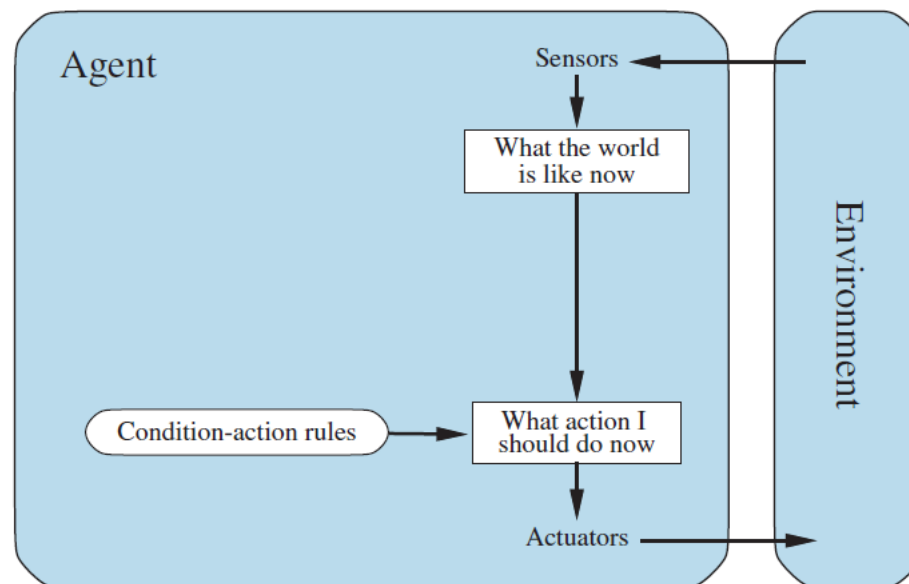 Agent
Sensors
What the world
is like now
Environment
Condition-action rules
What action I
should do now
Actuators